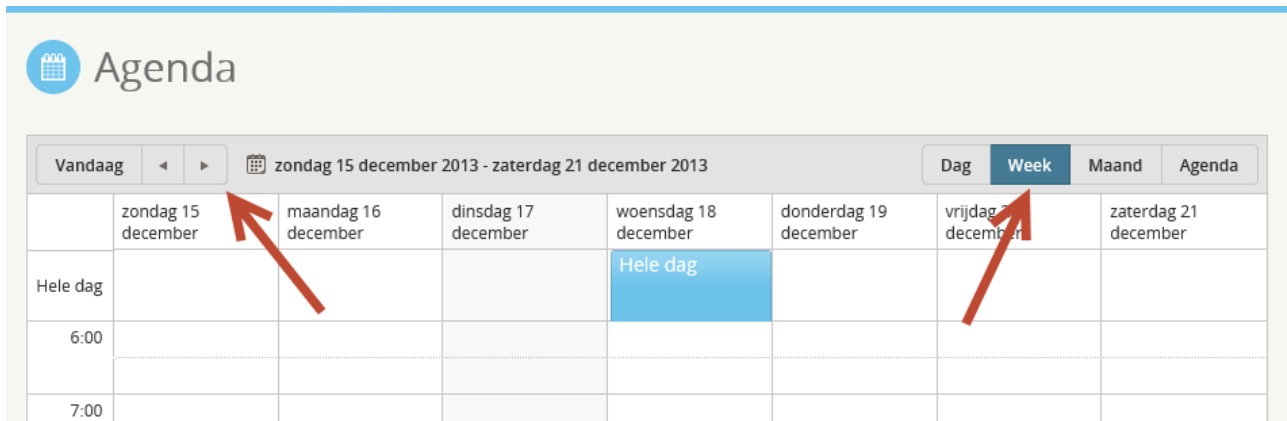 Agenda
Vandaag zondag 15 december 2013 - zaterdag 21 december 2013 Dag Week Maand Agenda
zondag 15 maandag 16 dinsdag 17 woensdag 18 donderdag 19 vrijdag zaterdag 21
december december december december december december december
Hele dag
Hele dag
6:00
7:00